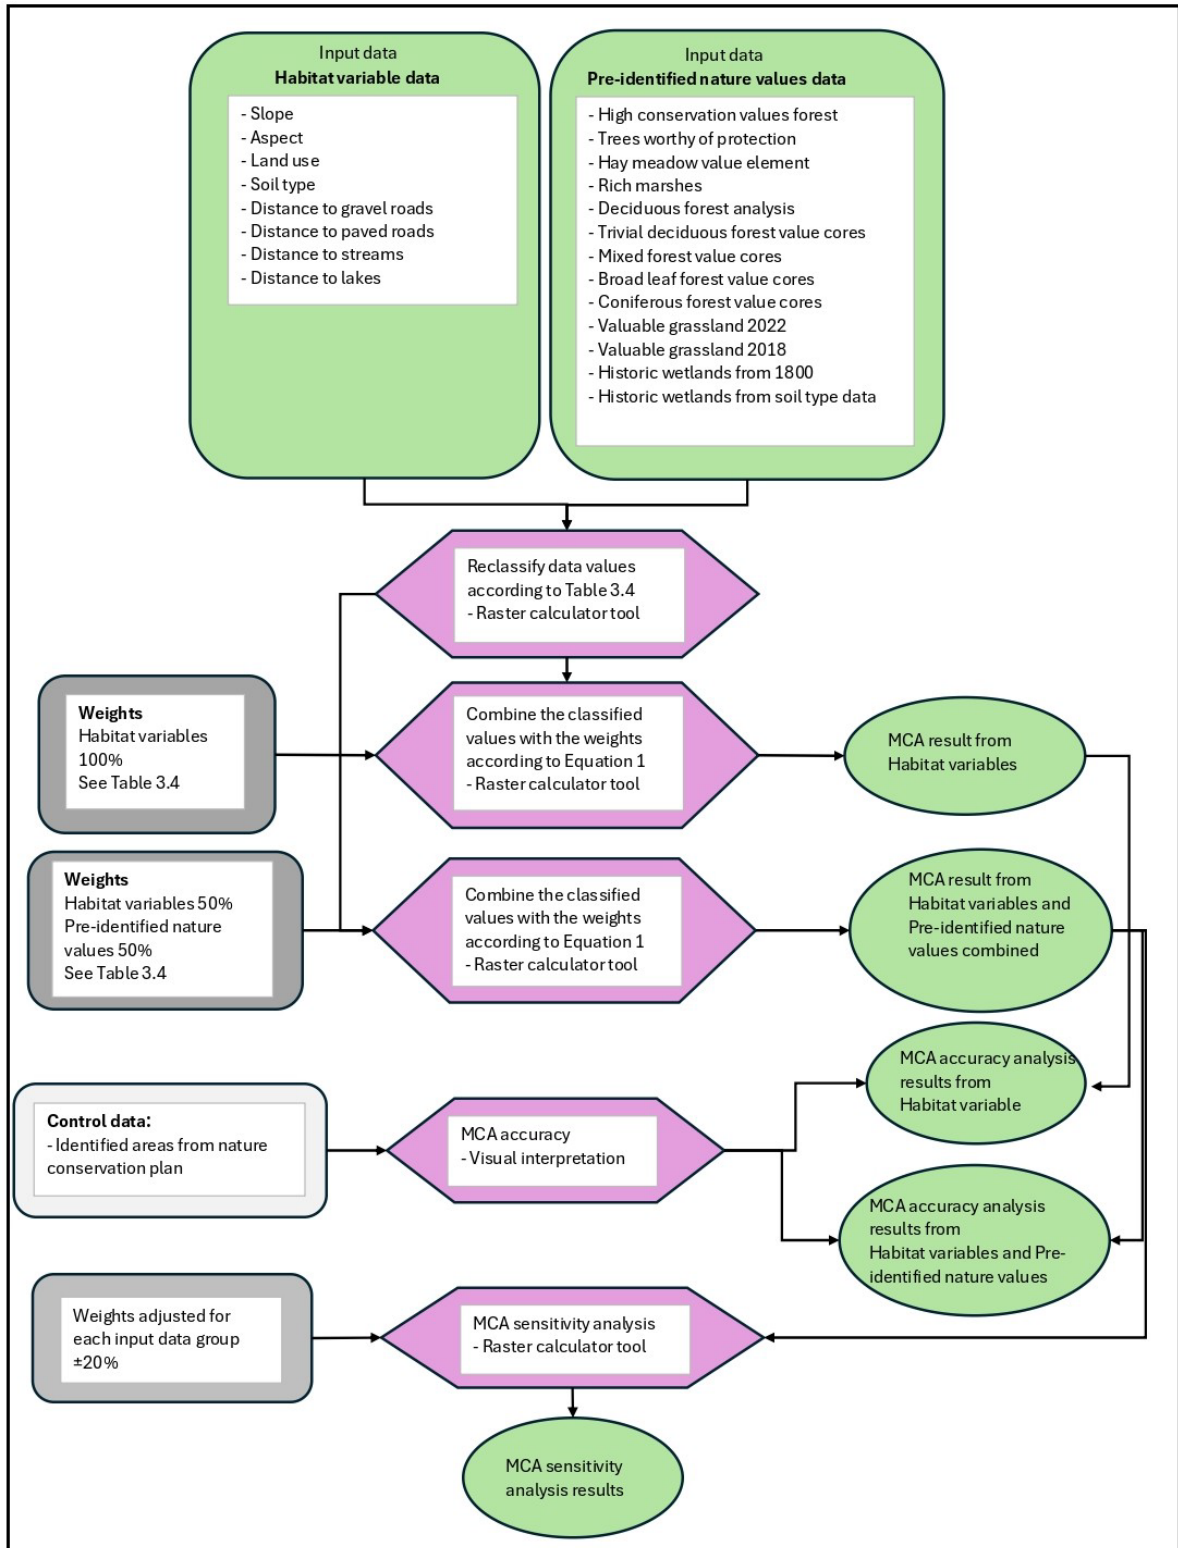 Input data
Habitat variable data
- Slope
- Aspect
- Land use
- Soil type
- Distance to gravel roads
- Distance to paved roads
- Distance to streams
- Distance to lakes
Input data
Pre-identified nature values data
- High conservation values forest
- Trees worthy of protection
- Hay meadow value element
- Rich marshes
- Deciduous forest analysis
- Trivial deciduous forest value cores
- Mixed forest value cores
- Broad leaf forest value cores
- Coniferous forest value cores
- Valuable grassland 2022
- Valuable grassland 2018
- Historic wetlands from 1800
- Historic wetlands from soil type data
Reclassify data values
according to Table 3.4
- Raster calculator tool
Weights
Habitat variables
100%
See Table 3.4
Combine the classified
values with the weights
according to Equation 1
- Raster calculator tool
MCA result from
Habitat variables
Weights
Habitat variables 50%
Pre-identified nature
values 50%
See Table 3.4
Combine the classified
values with the weights
according to Equation 1
- Raster calculator tool
MCA result from
Habitat variables and
Pre-identified nature
values combined
Control data:
- Identified areas from nature
conservation plan
MCA accuracy
- Visual interpretation
MCA accuracy analysis
results from
Habitat variable
MCA accuracy analysis
results from
Habitat variables and Pre-
identified nature values
Weights adjusted for
each input data group
±20%
MCA sensitivity analysis
- Raster calculator tool
MCA sensitivity
analysis results